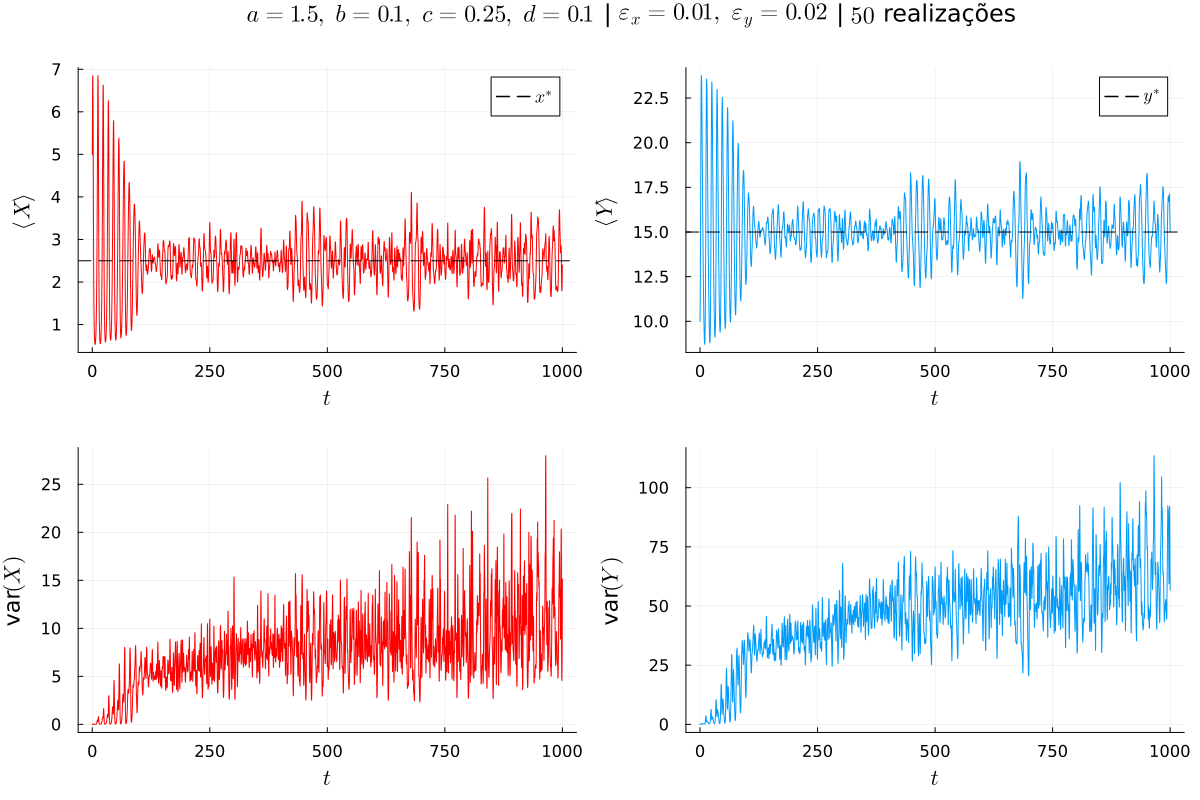 a = 1.5, b = 0.1, c = 0.25, d = 0.1 | εₓ = 0.01, ε_y = 0.02 | 50 realizações
7
6
5
4
3
2
1
⟨X⟩
x*
0 250 500 750 1000
t
22.5
20.0
17.5
15.0
12.5
10.0
⟨Y⟩
y*
0 250 500 750 1000
t
25
20
15
10
5
0
var(X)
0 250 500 750 1000
t
100
75
50
25
0
var(Y)
0 250 500 750 1000
t